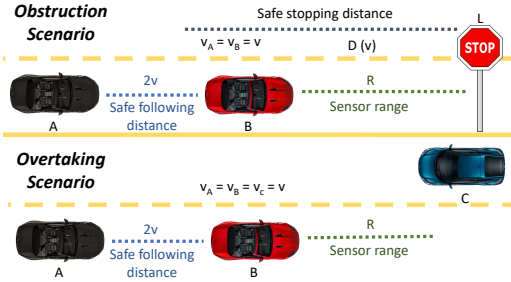 Obstruction
Scenario
Safe stopping distance
L
v_A = v_B = v
D (v)
STOP
2v
R
Safe following
distance
Sensor range
A
B
Overtaking
Scenario
v_A = v_B = v_c = v
C
2v
R
Safe following
distance
Sensor range
A
B